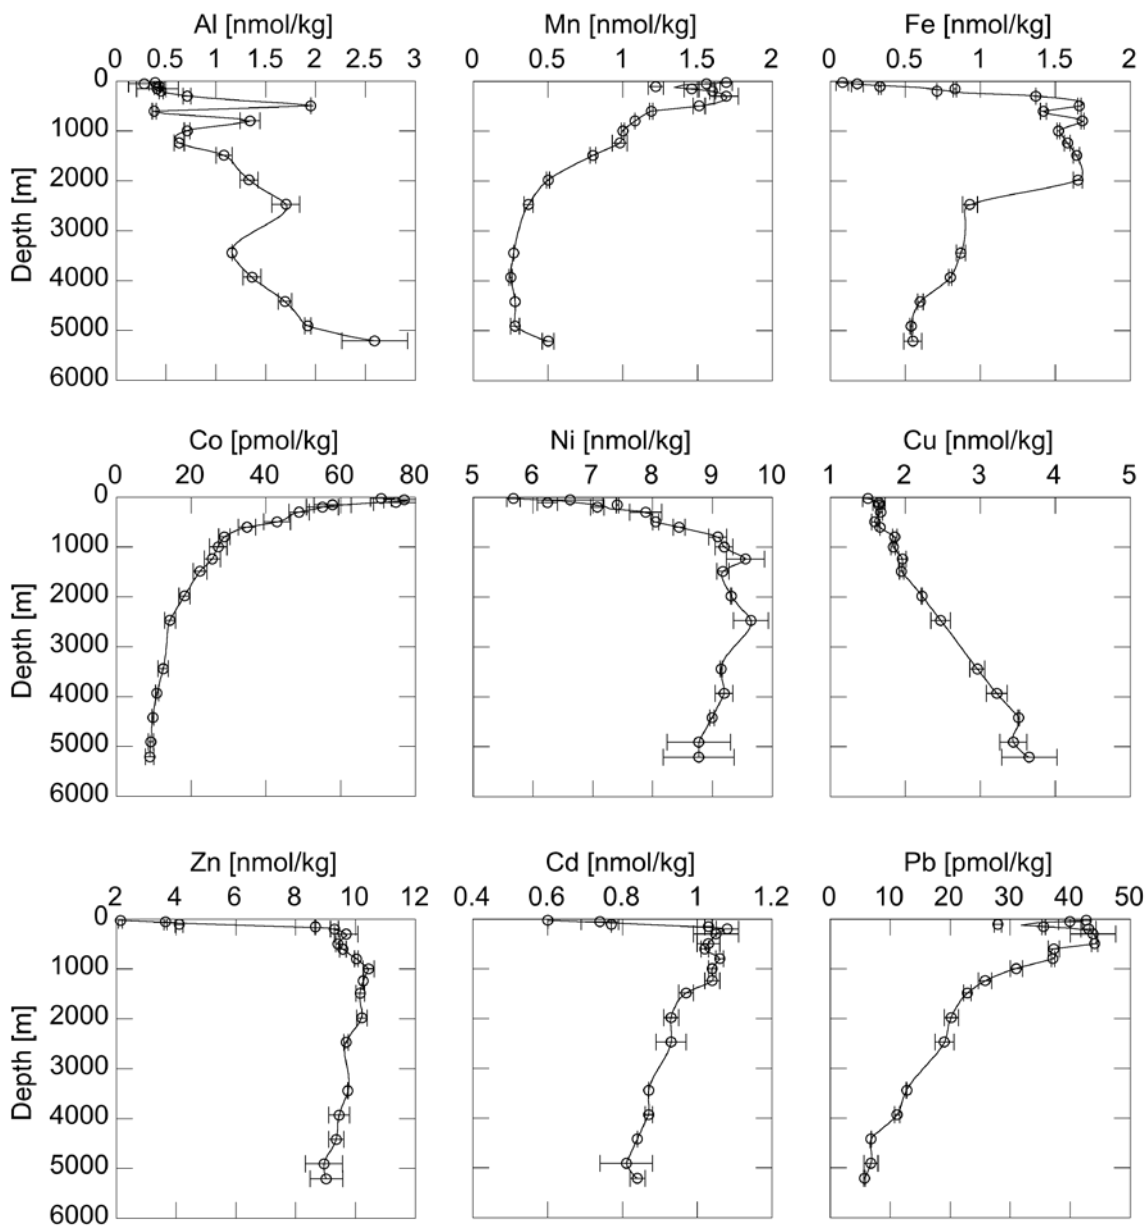 Al [nmol/kg] Mn [nmol/kg] Fe [nmol/kg]
0 0.5 1 1.5 2 2.5 3 0 0.5 1 1.5 2 0 0.5 1 1.5 2
0
1000
2000
3000
4000
5000
6000
Depth [m]
Co [pmol/kg] Ni [nmol/kg] Cu [nmol/kg]
0 20 40 60 80 5 6 7 8 9 10 1 2 3 4 5
0
1000
2000
3000
4000
5000
6000
Depth [m]
Zn [nmol/kg] Cd [nmol/kg] Pb [pmol/kg]
2 4 6 8 10 12 0.4 0.6 0.8 1 1.2 0 10 20 30 40 50
0
1000
2000
3000
4000
5000
6000
Depth [m]